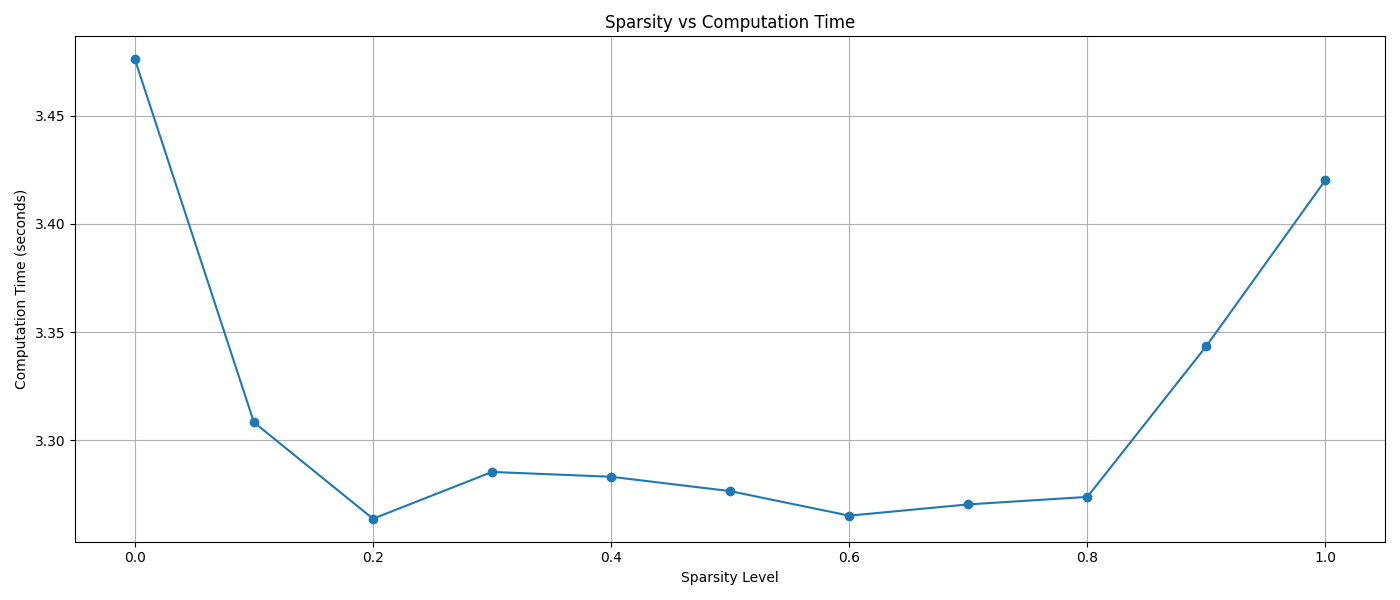 Sparsity vs Computation Time
Computation Time (seconds)
3.45
3.40
3.35
3.30
0.0 0.2 0.4 0.6 0.8 1.0
Sparsity Level